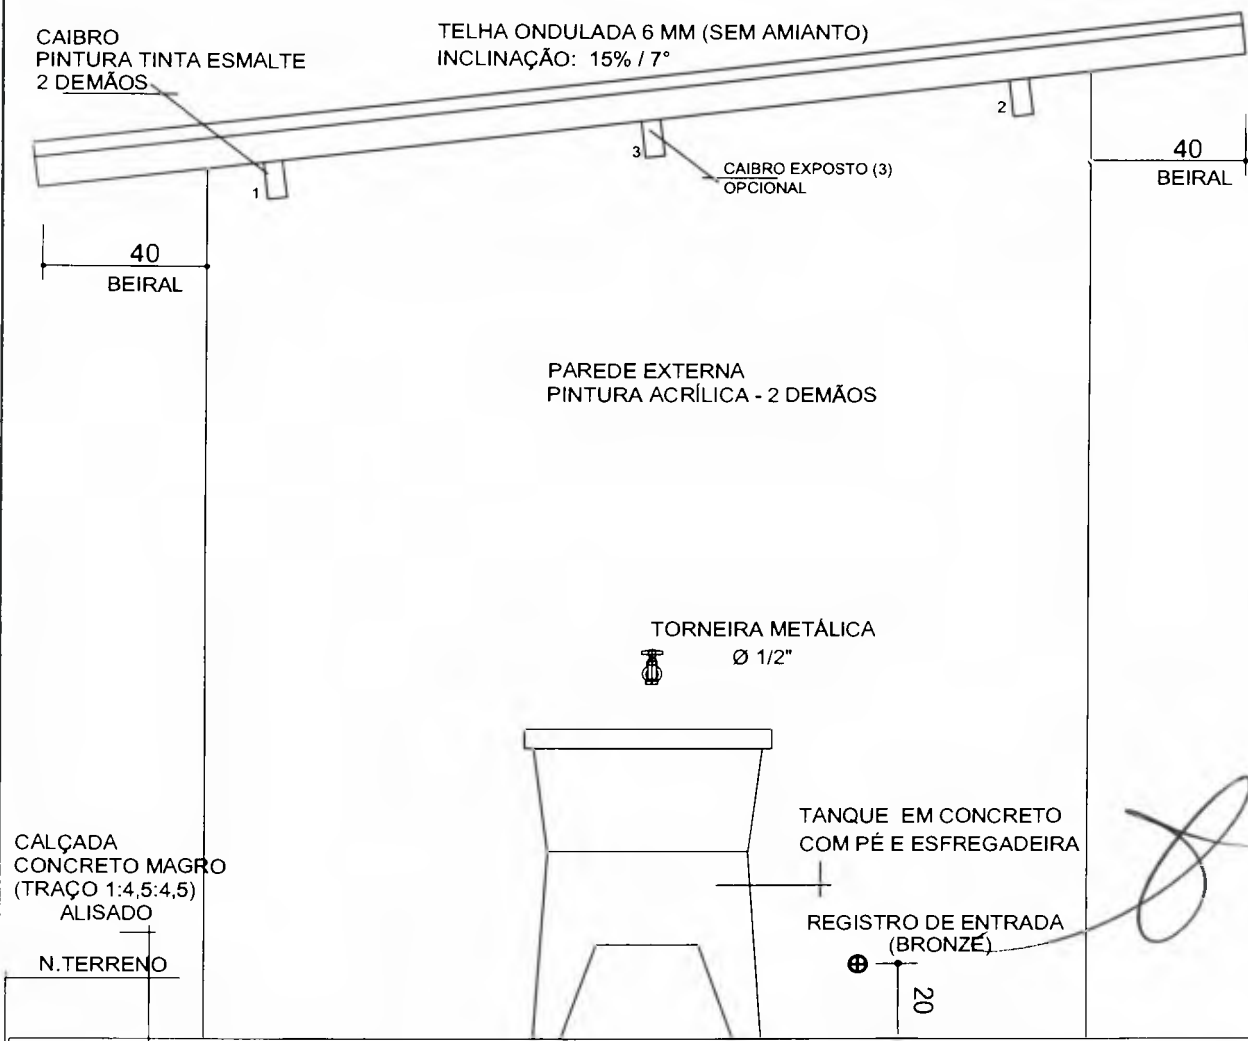 CAIBRO
PINTURA TINTA ESMALTE
2 DEMÃOS
TELHA ONDULADA 6 MM (SEM AMIANTO)
INCLINAÇÃO: 15% / 7°
1
3
2
CAIBRO EXPOSTO (3)
OPCIONAL
40
BEIRAL
40
BEIRAL
PAREDE EXTERNA
PINTURA ACRÍLICA - 2 DEMÃOS
TORNEIRA METÁLICA
Ø 1/2"
TANQUE EM CONCRETO
COM PÉ E ESFREGADEIRA
CALÇADA
CONCRETO MAGRO
(TRAÇO 1:4,5:4,5)
ALISADO
N.TERRENO
REGISTRO DE ENTRADA
(BRONZE)
20